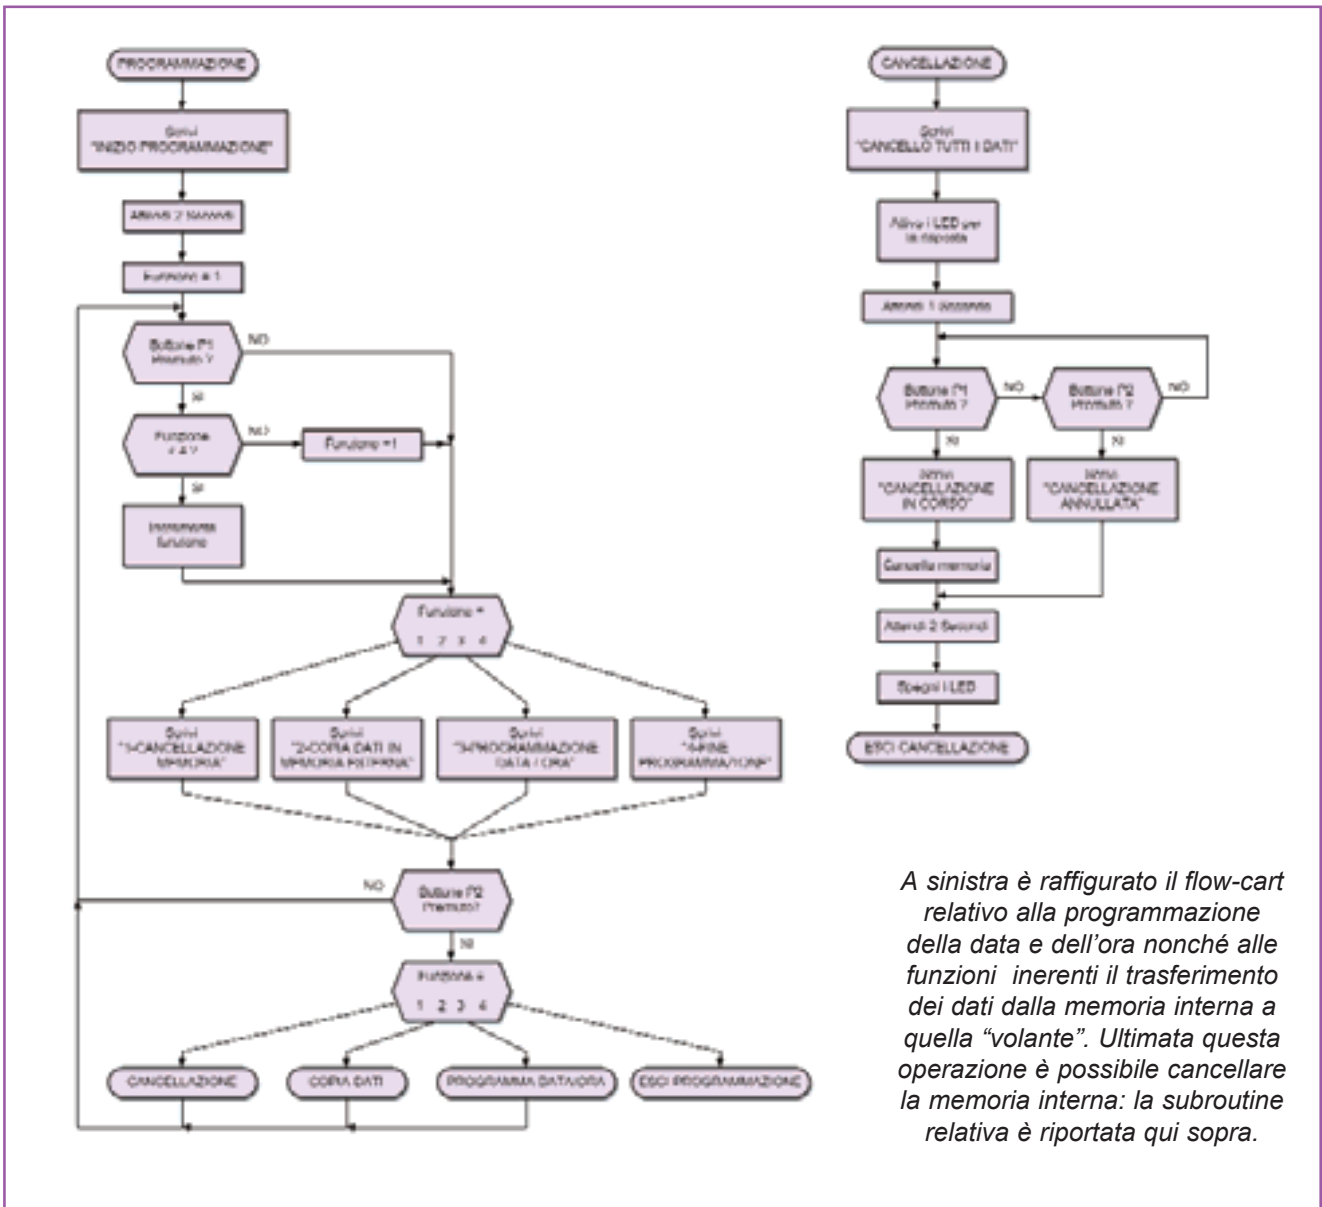 PROGRAMMAZIONE
Scrivi
"INIZIO PROGRAMMAZIONE"
Attendi 2 Secondi
Funzione = 1
Bottone P1
Premuto ?
NO
SI
Funzione
< 4 ?
NO
Funzione =1
SI
Incrementa
funzione
Funzione =
1 2 3 4
Scrivi
"1-CANCELLAZIONE
MEMORIA"
Scrivi
"2-COPIA DATI IN
MEMORIA ESTERNA"
Scrivi
"3-PROGRAMMAZIONE
DATA / ORA"
Scrivi
"4-FINE
PROGRAMMAZIONE"
NO
Bottone P2
Premuto?
SI
Funzione =
1 2 3 4
CANCELLAZIONE
COPIA DATI
PROGRAMMA DATA/ORA
ESCI PROGRAMMAZIONE
CANCELLAZIONE
Scrivi
"CANCELLO TUTTI I DATI"
Attiva i LED per
la risposta
Attendi 1 Secondo
Bottone P1
Premuto ?
NO
Bottone P2
Premuto ?
NO
SI
SI
Scrivi
"CANCELLAZIONE
IN CORSO"
Scrivi
"CANCELLAZIONE
ANNULLATA"
Cancella memoria
Attendi 2 Secondi
Spegni i LED
ESCI CANCELLAZIONE
A sinistra è raffigurato il flow-cart
relativo alla programmazione
della data e dell'ora nonché alle
funzioni inerenti il trasferimento
dei dati dalla memoria interna a
quella “volante”. Ultimata questa
operazione è possibile cancellare
la memoria interna: la subroutine
relativa è riportata qui sopra.